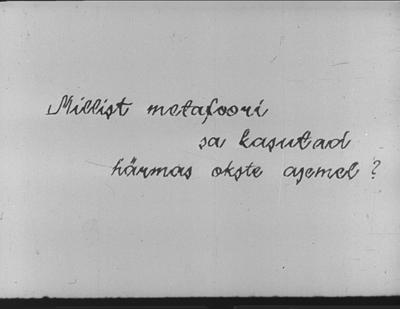 Millist metafoori
sa kasutad
härmas okste asemel?